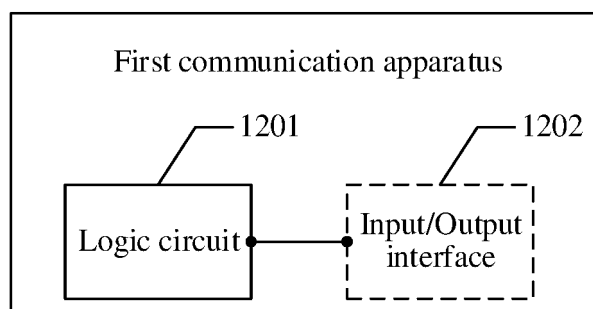 First communication apparatus
1201
1202
Logic circuit
Input/Output
interface